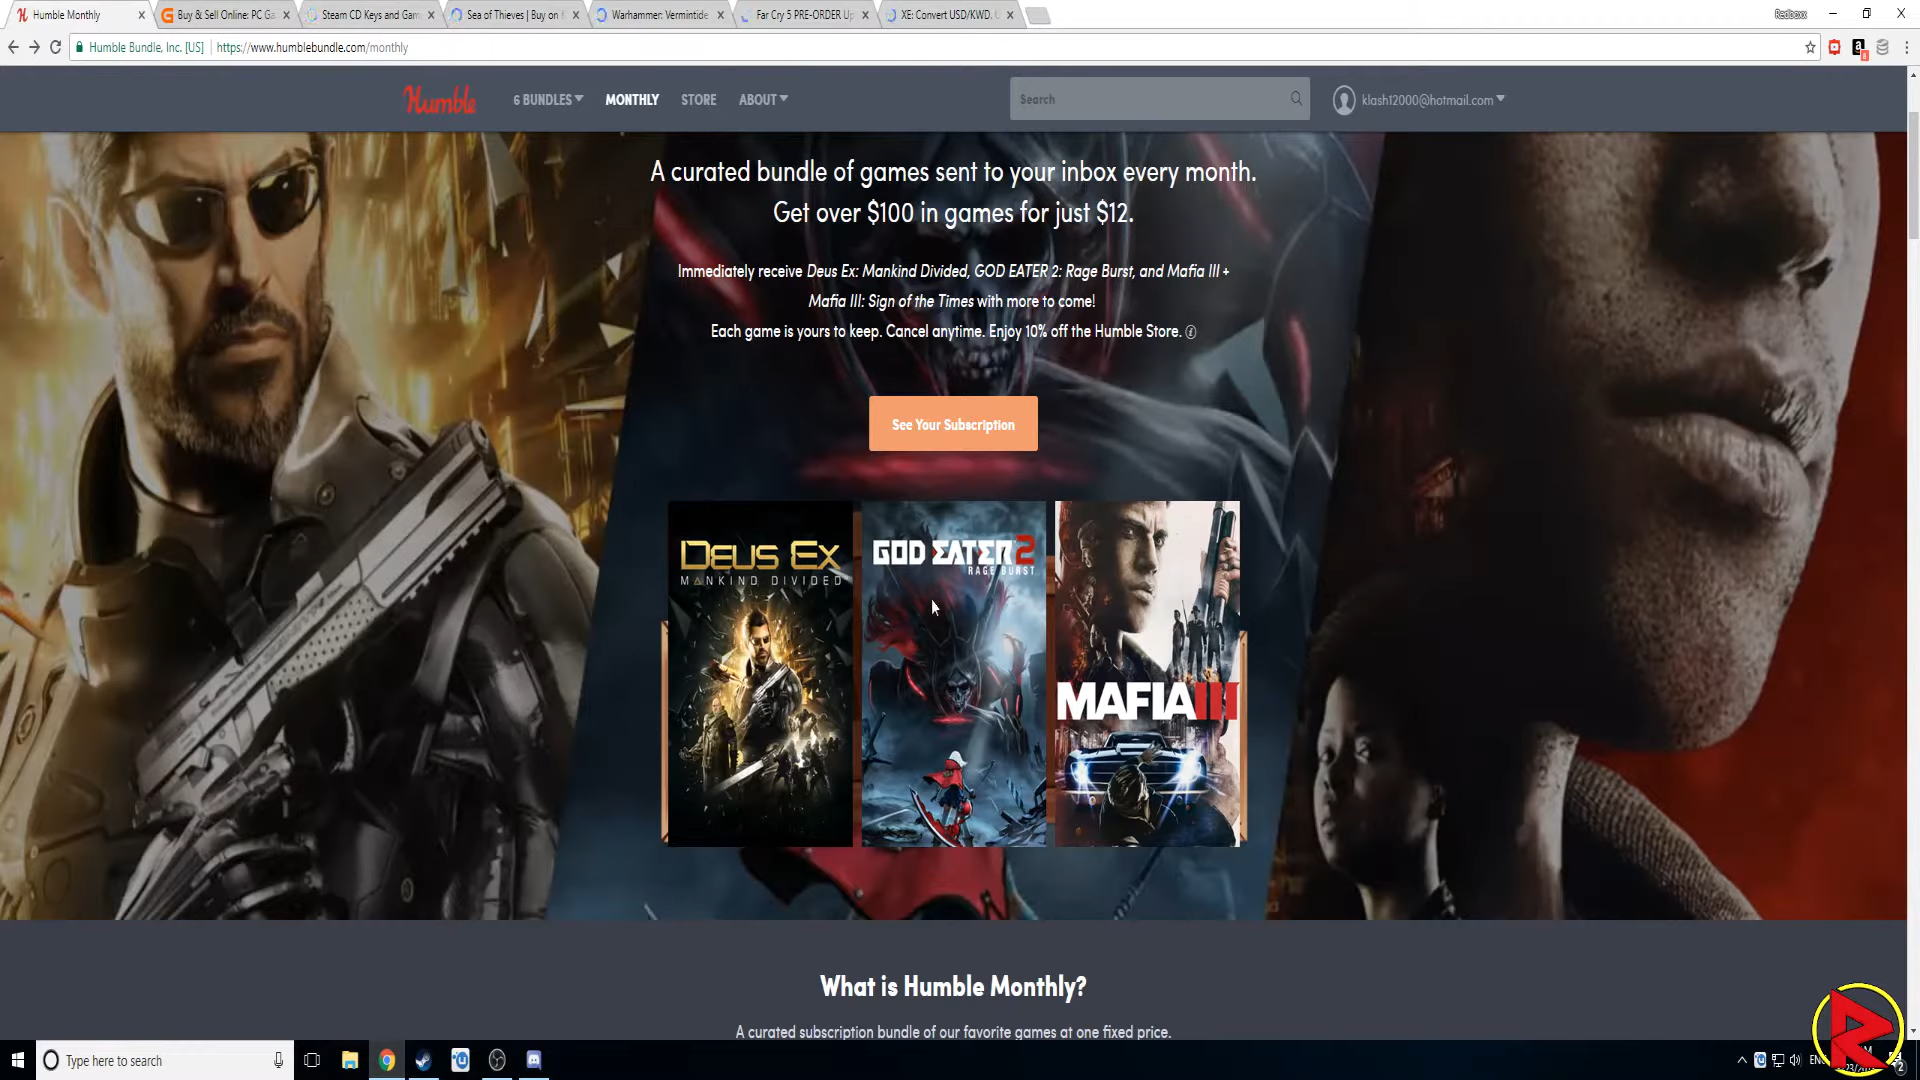 Humble Monthly
Buy & Sell Online: PC Ga
Steam CD Keys and Gam
Sea of Thieves | Buy on
Warhammer: Vermintide
Far Cry 5 PRE-ORDER Up
XE: Convert USD/KWD. U
Redboxx
Humble Bundle, Inc. [US]
https://www.humblebundle.com/monthly
Humble
6 BUNDLES
MONTHLY
STORE
ABOUT
Search
klash12000@hotmail.com
A curated bundle of games sent to your inbox every month.
Get over $100 in games for just $12.
Immediately receive Deus Ex: Mankind Divided, GOD EATER 2: Rage Burst, and Mafia III +
Mafia III: Sign of the Times with more to come!
Each game is yours to keep. Cancel anytime. Enjoy 10% off the Humble Store.
See Your Subscription
DEUS EX
MANKIND DIVIDED
GOD EATER 2
RAGE BURST
MAFIA III
What is Humble Monthly?
A curated subscription bundle of our favorite games at one fixed price.
Type here to search